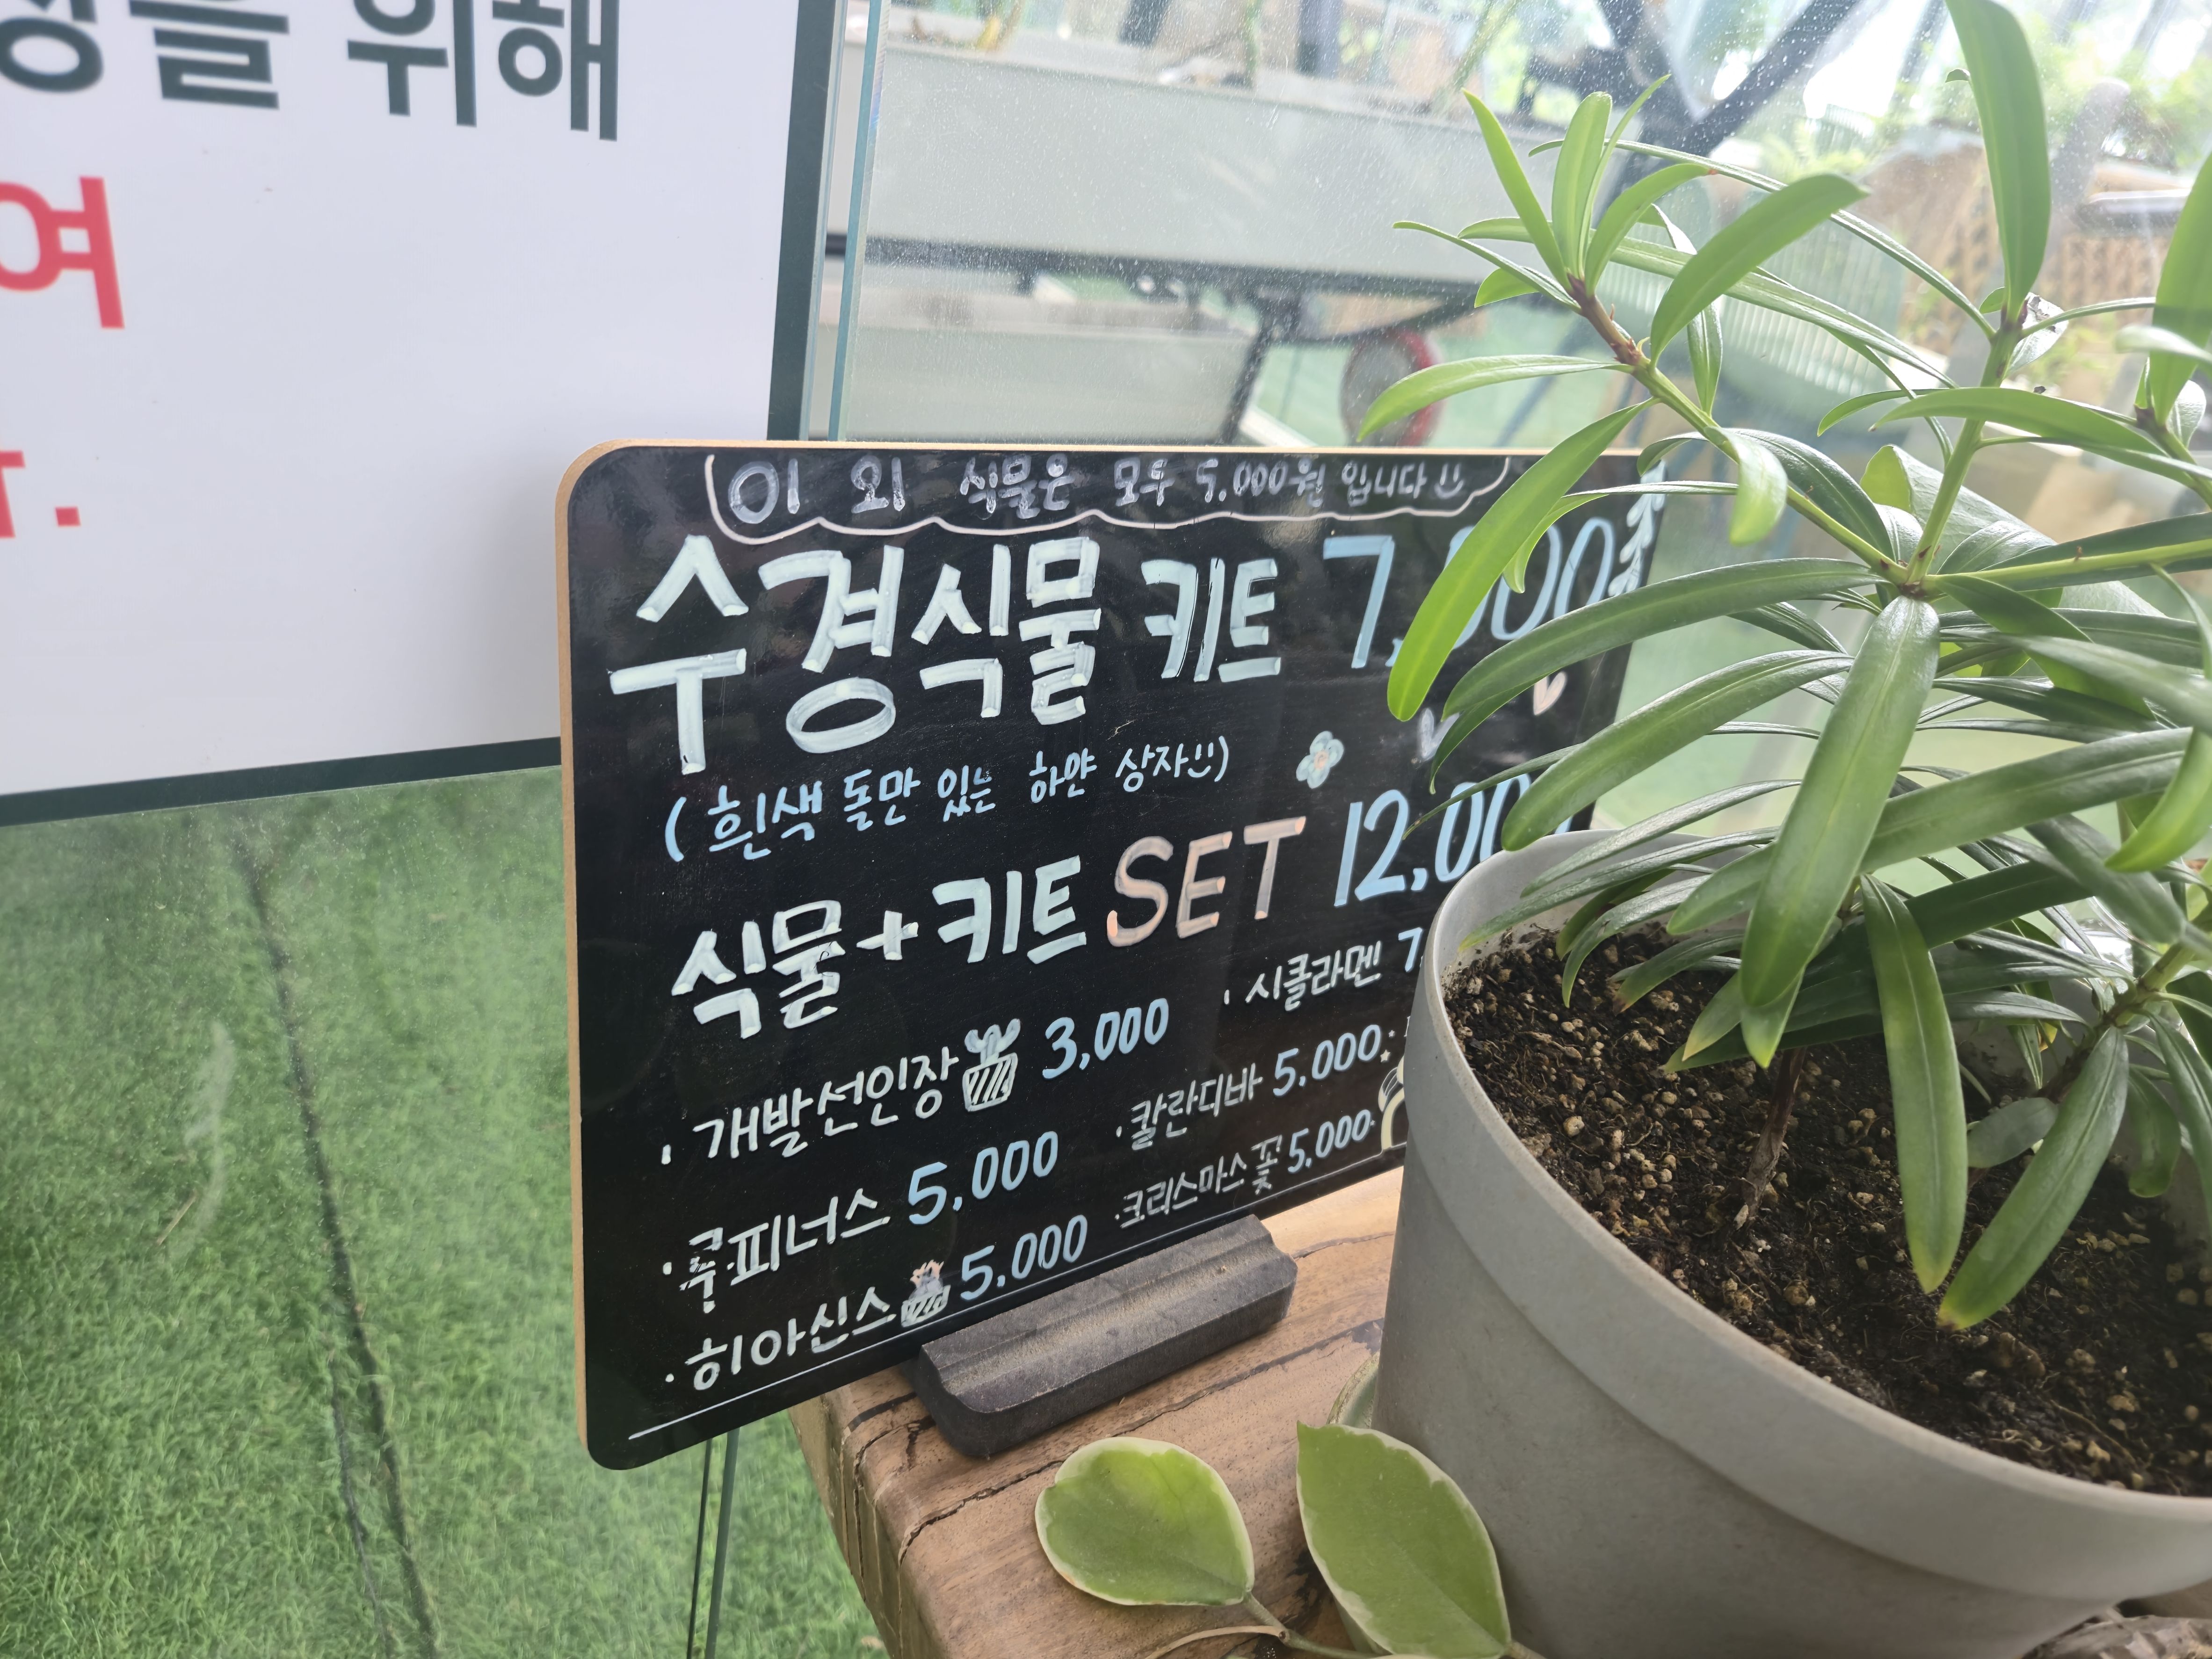 을 위해
여
.
이 외 식물은 모두 5,000원 입니다
수경식물 키트 7,000
(흰색 돌만 있는 하얀 상자)
식물+키트 SET 12,00
· 개발선인장 3,000
· 시클라멘 7,
· 루피너스 5,000
· 칼란디바 5,000
· 히아신스 5,000
· 크리스마스꽃 5,000